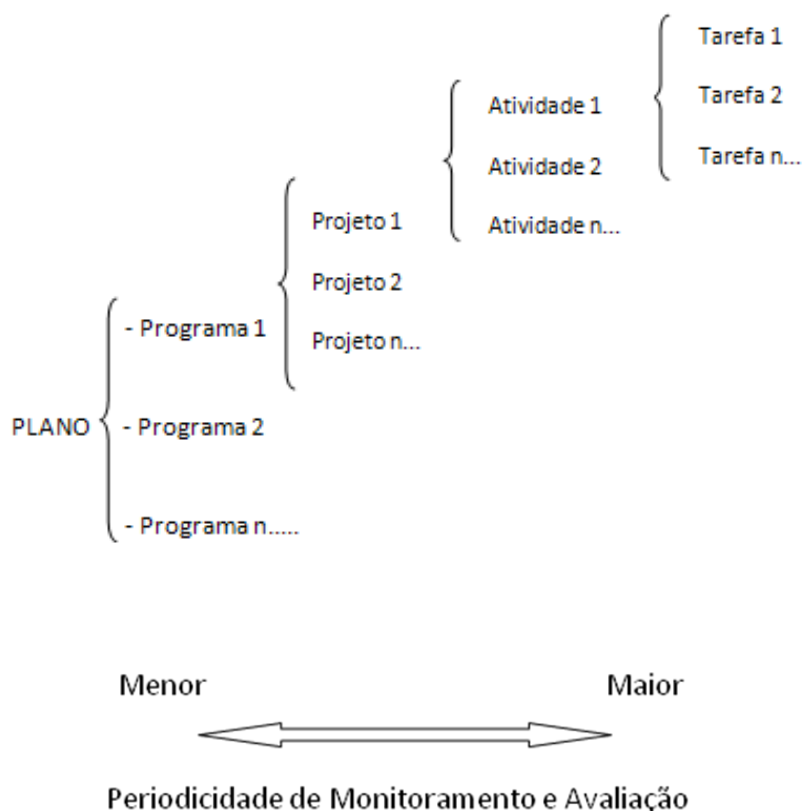 PLANO
- Programa 1
- Programa 2
- Programa n.....
Projeto 1
Projeto 2
Projeto n...
Atividade 1
Atividade 2
Atividade n...
Tarefa 1
Tarefa 2
Tarefa n...
Menor Maior
Periodicidade de Monitoramento e Avaliação